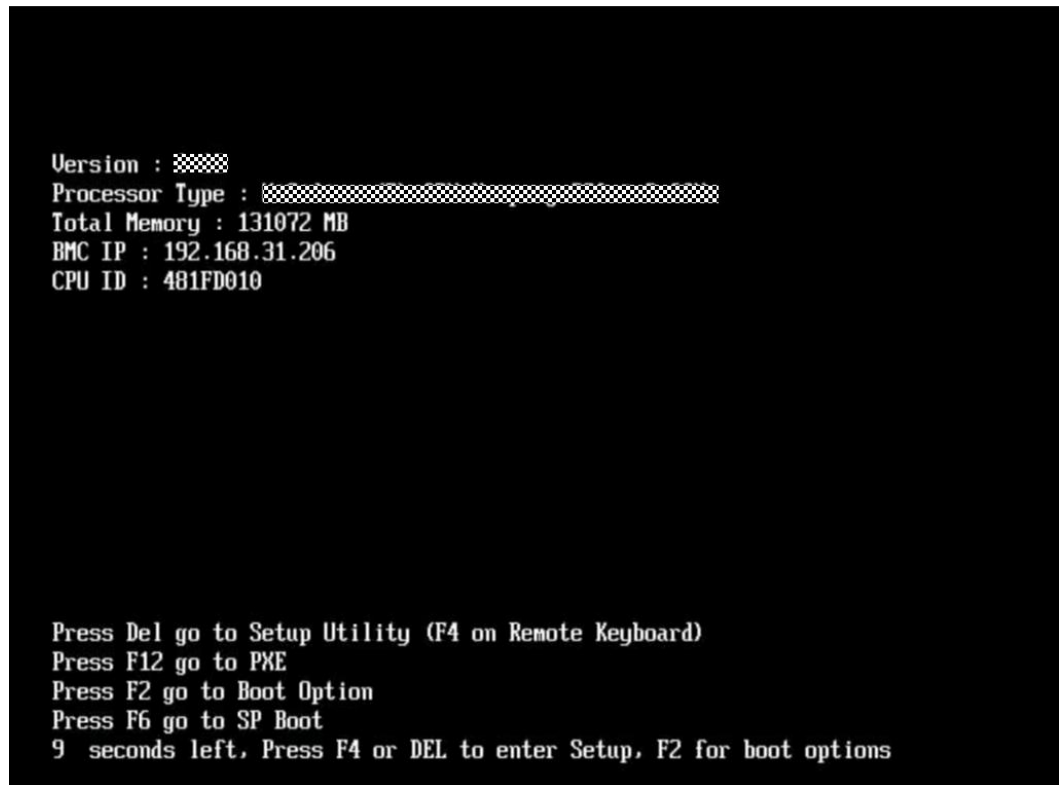 Version :
Processor Type :
Total Memory : 131072 MB
BMC IP : 192.168.31.206
CPU ID : 481FD010
Press Del go to Setup Utility (F4 on Remote Keyboard)
Press F12 go to PXE
Press F2 go to Boot Option
Press F6 go to SP Boot
9 seconds left, Press F4 or DEL to enter Setup, F2 for boot options